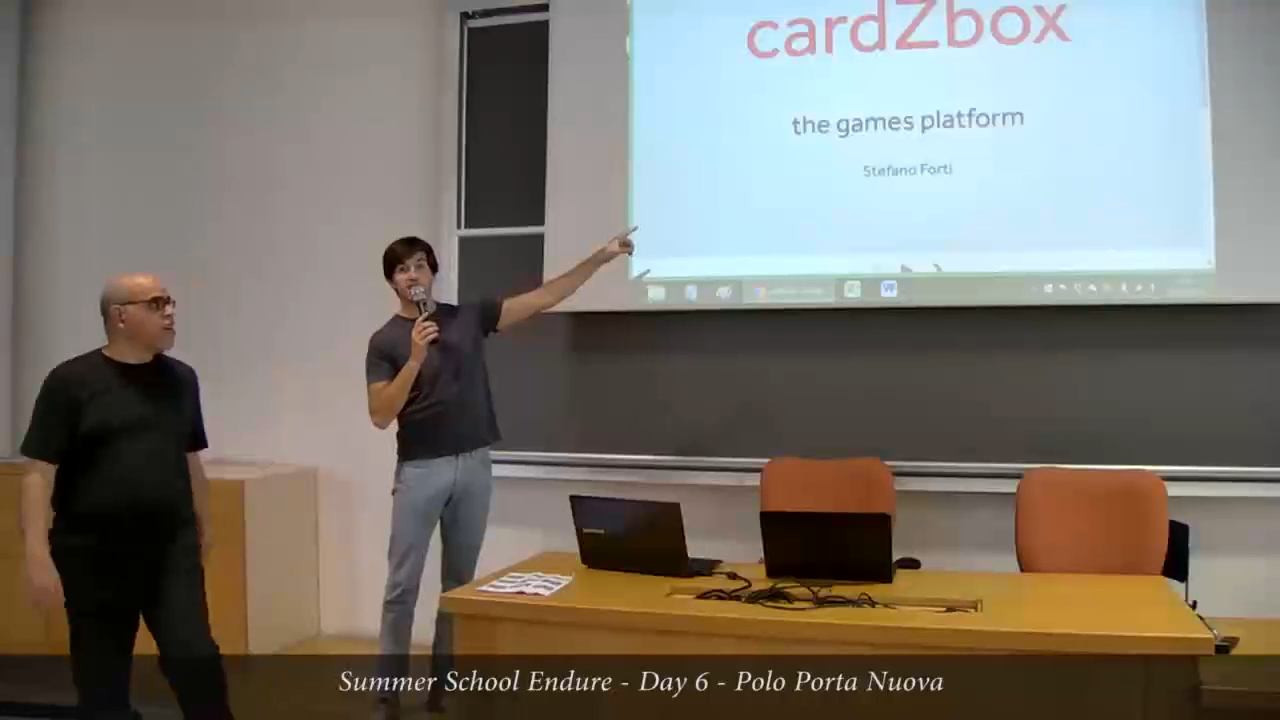 cardZbox
the games platform
Stefano Forti
Summer School Endure - Day 6 - Polo Porta Nuova